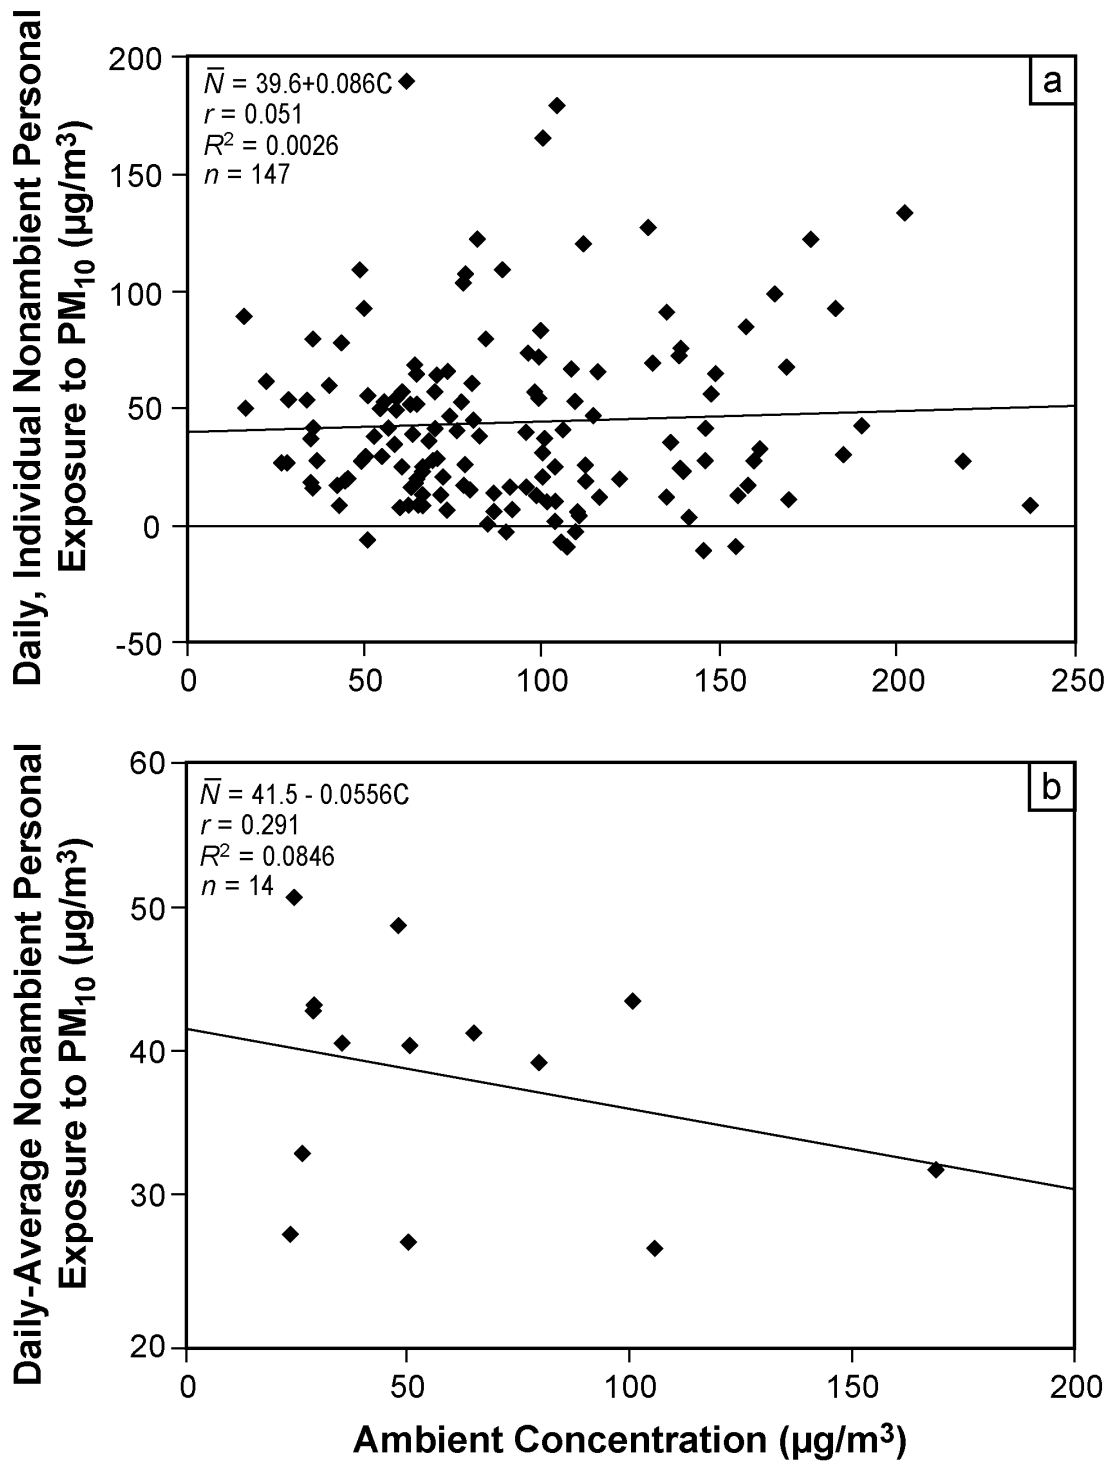 Daily, Individual Nonambient Personal
Exposure to PM10 (µg/m³)
200
150
100
50
0
-50
N̅ = 39.6+0.086C
r = 0.051
R² = 0.0026
n = 147
a
0 50 100 150 200 250
Daily-Average Nonambient Personal
Exposure to PM10 (µg/m³)
60
50
40
30
20
N̅ = 41.5 - 0.0556C
r = 0.291
R² = 0.0846
n = 14
b
0 50 100 150 200
Ambient Concentration (µg/m³)